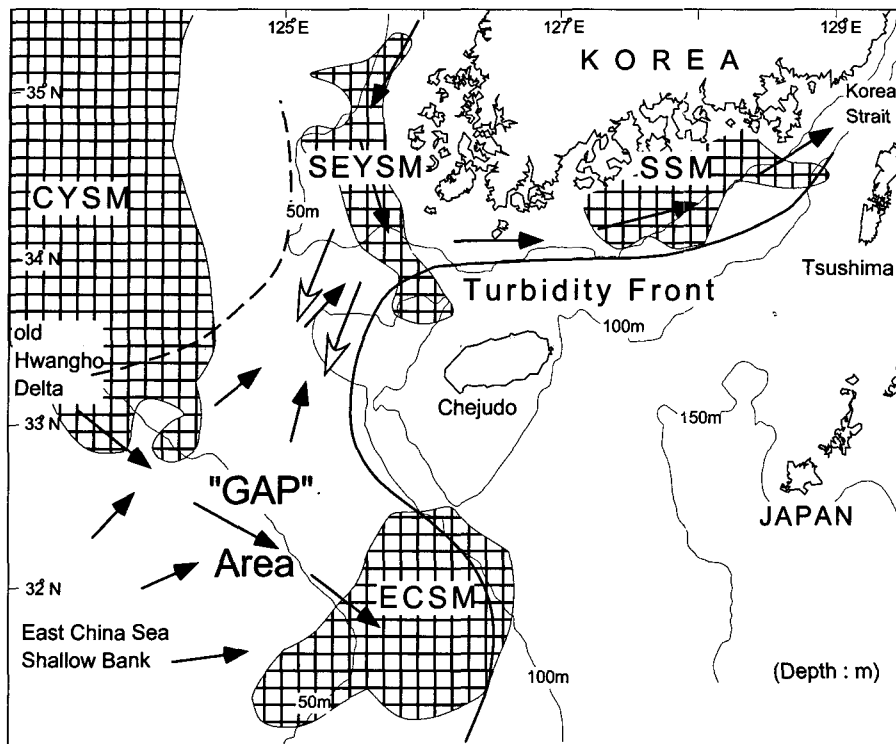 125°E
127°E
129°E
KOREA
35°N
Korea
Strait
SEYSM
SSM
CYSM
50m
34°N
Tsushima
Turbidity Front
100m
old
Hwangho
Delta
Chejudo
33°N
150m
"GAP"
JAPAN
Area
32°N
ECSM
East China Sea
Shallow Bank
(Depth : m)
100m
50m